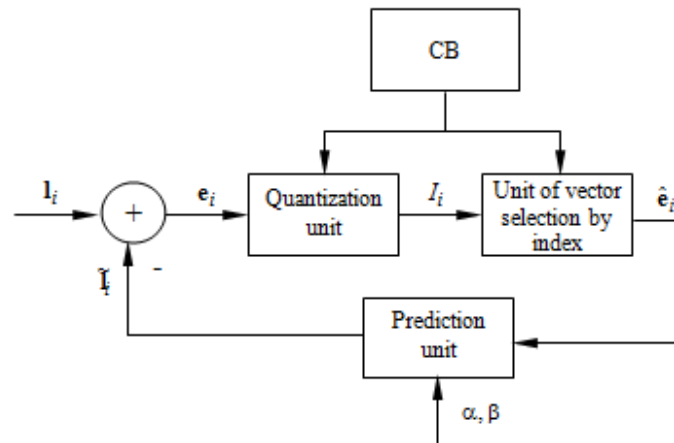 CB
l_i
+
e_i
Quantization
unit
I_i
Unit of vector
selection by
index
ê_i
l̃_i
-
Prediction
unit
α, β